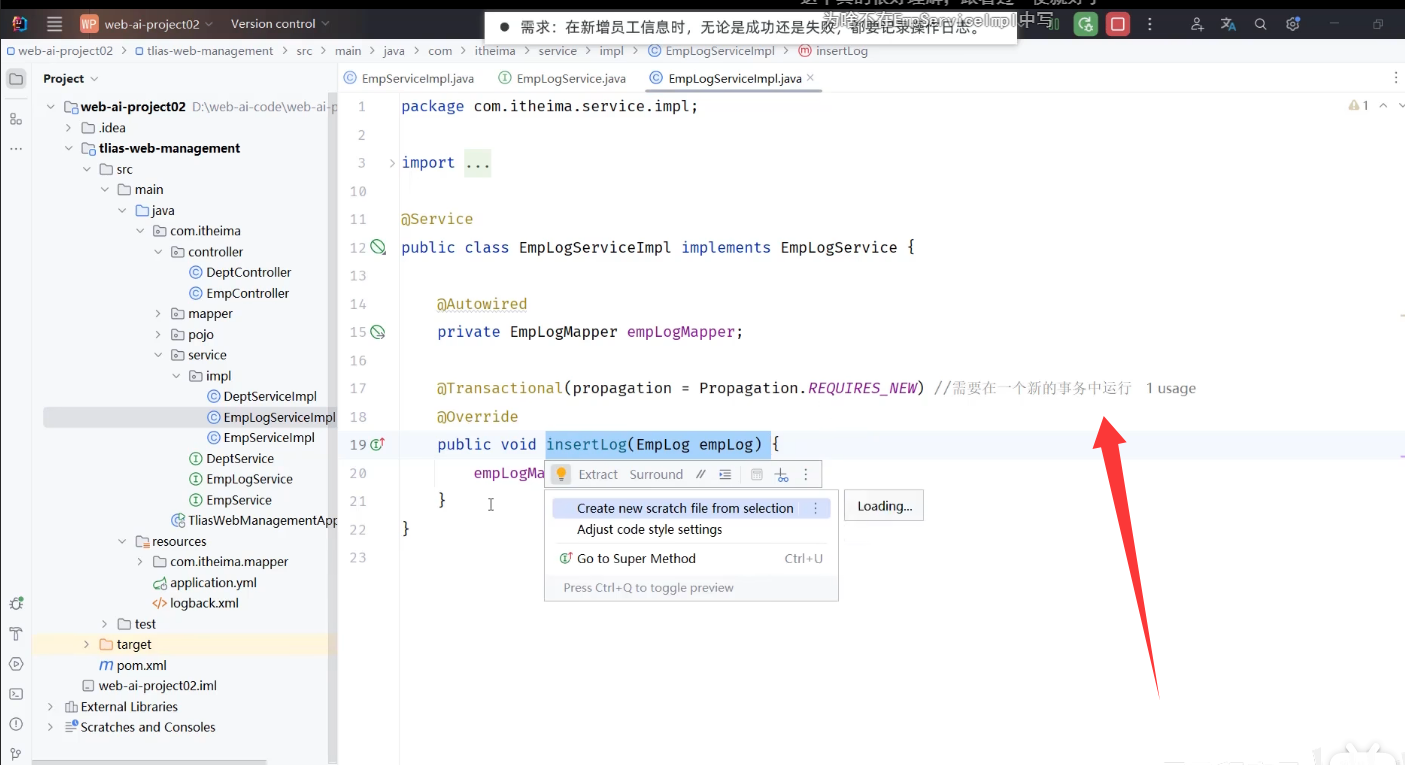 web-ai-project02
Version control
需求：在新增员工信息时，无论是成功还是失败，都要记录操作日志。
为啥不在EmpServiceImpl中写
web-ai-project02 > tlias-web-management > src > main > java > com > itheima > service > impl > EmpLogServiceImpl > insertLog
Project
EmpServiceImpl.java
EmpLogService.java
EmpLogServiceImpl.java
web-ai-project02 D:\web-ai-code\web-ai-p
.idea
tlias-web-management
src
main
java
com.itheima
controller
DeptController
EmpController
mapper
pojo
service
impl
DeptServiceImpl
EmpLogServiceImpl
EmpServiceImpl
DeptService
EmpLogService
EmpService
TliasWebManagementApp
resources
com.itheima.mapper
application.yml
logback.xml
test
target
pom.xml
web-ai-project02.iml
External Libraries
Scratches and Consoles
1 package com.itheima.service.impl;
2
3 import ...
10
11 @Service
12 public class EmpLogServiceImpl implements EmpLogService {
13
14 @Autowired
15 private EmpLogMapper empLogMapper;
16
17 @Transactional(propagation = Propagation.REQUIRES_NEW) //需要在一个新的事务中运行 1 usage
18 @Override
19 public void insertLog(EmpLog empLog) {
20 empLogMa
21 }
22 }
23
1
Extract Surround
Create new scratch file from selection
Adjust code style settings
Go to Super Method Ctrl+U
Press Ctrl+Q to toggle preview
Loading...